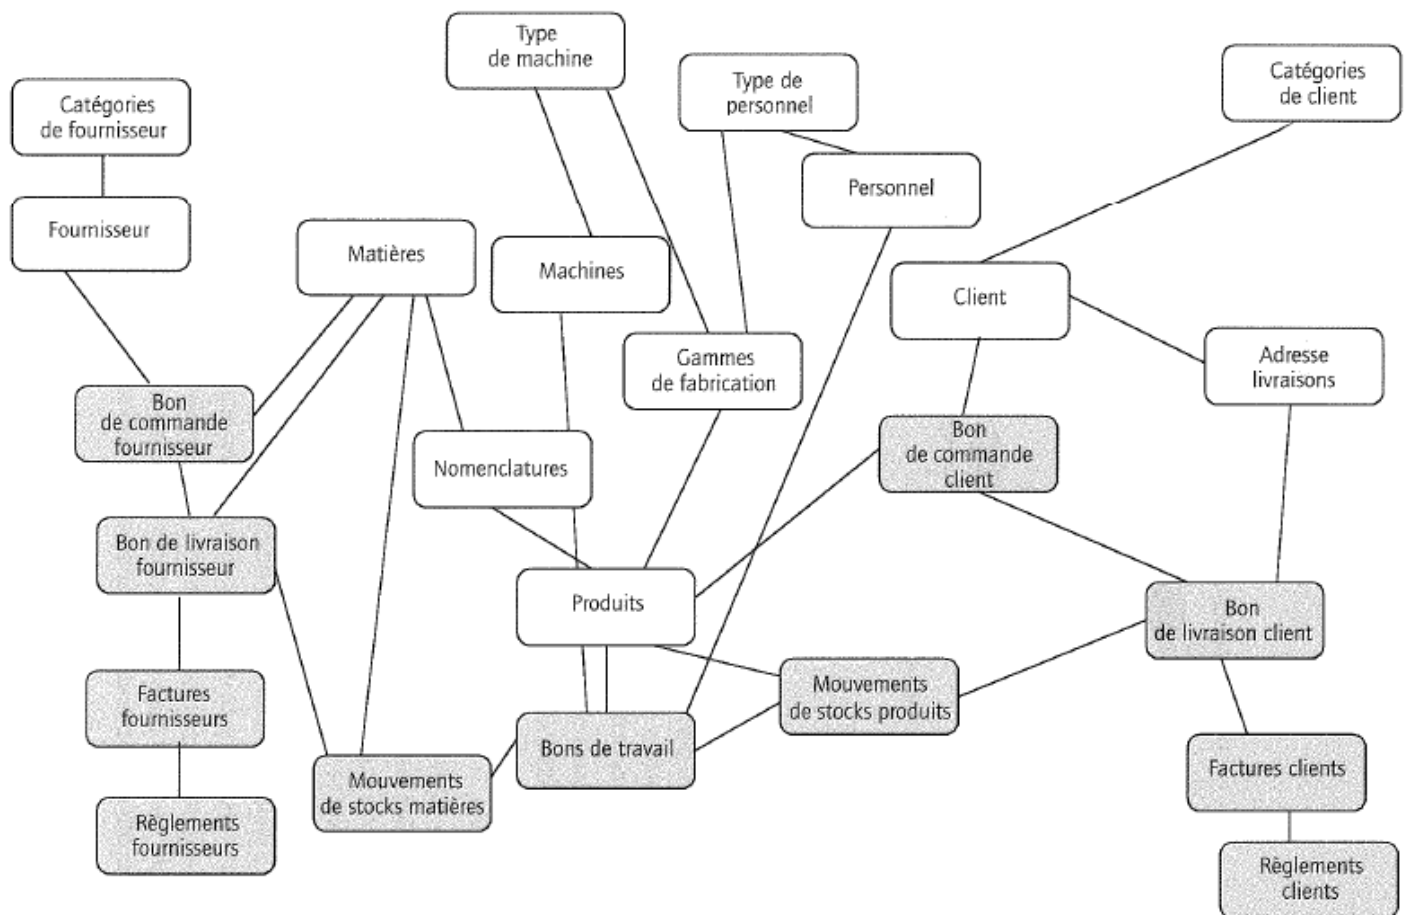 Type
de machine
Type de
personnel
Catégories
de client
Catégories
de fournisseur
Personnel
Fournisseur
Matières
Machines
Client
Gammes
de fabrication
Adresse
livraisons
Bon
de commande
fournisseur
Nomenclatures
Bon
de commande
client
Bon de livraison
fournisseur
Produits
Bon
de livraison client
Factures
fournisseurs
Mouvements
de stocks produits
Bons de travail
Mouvements
de stocks matières
Factures clients
Règlements
fournisseurs
Règlements
clients